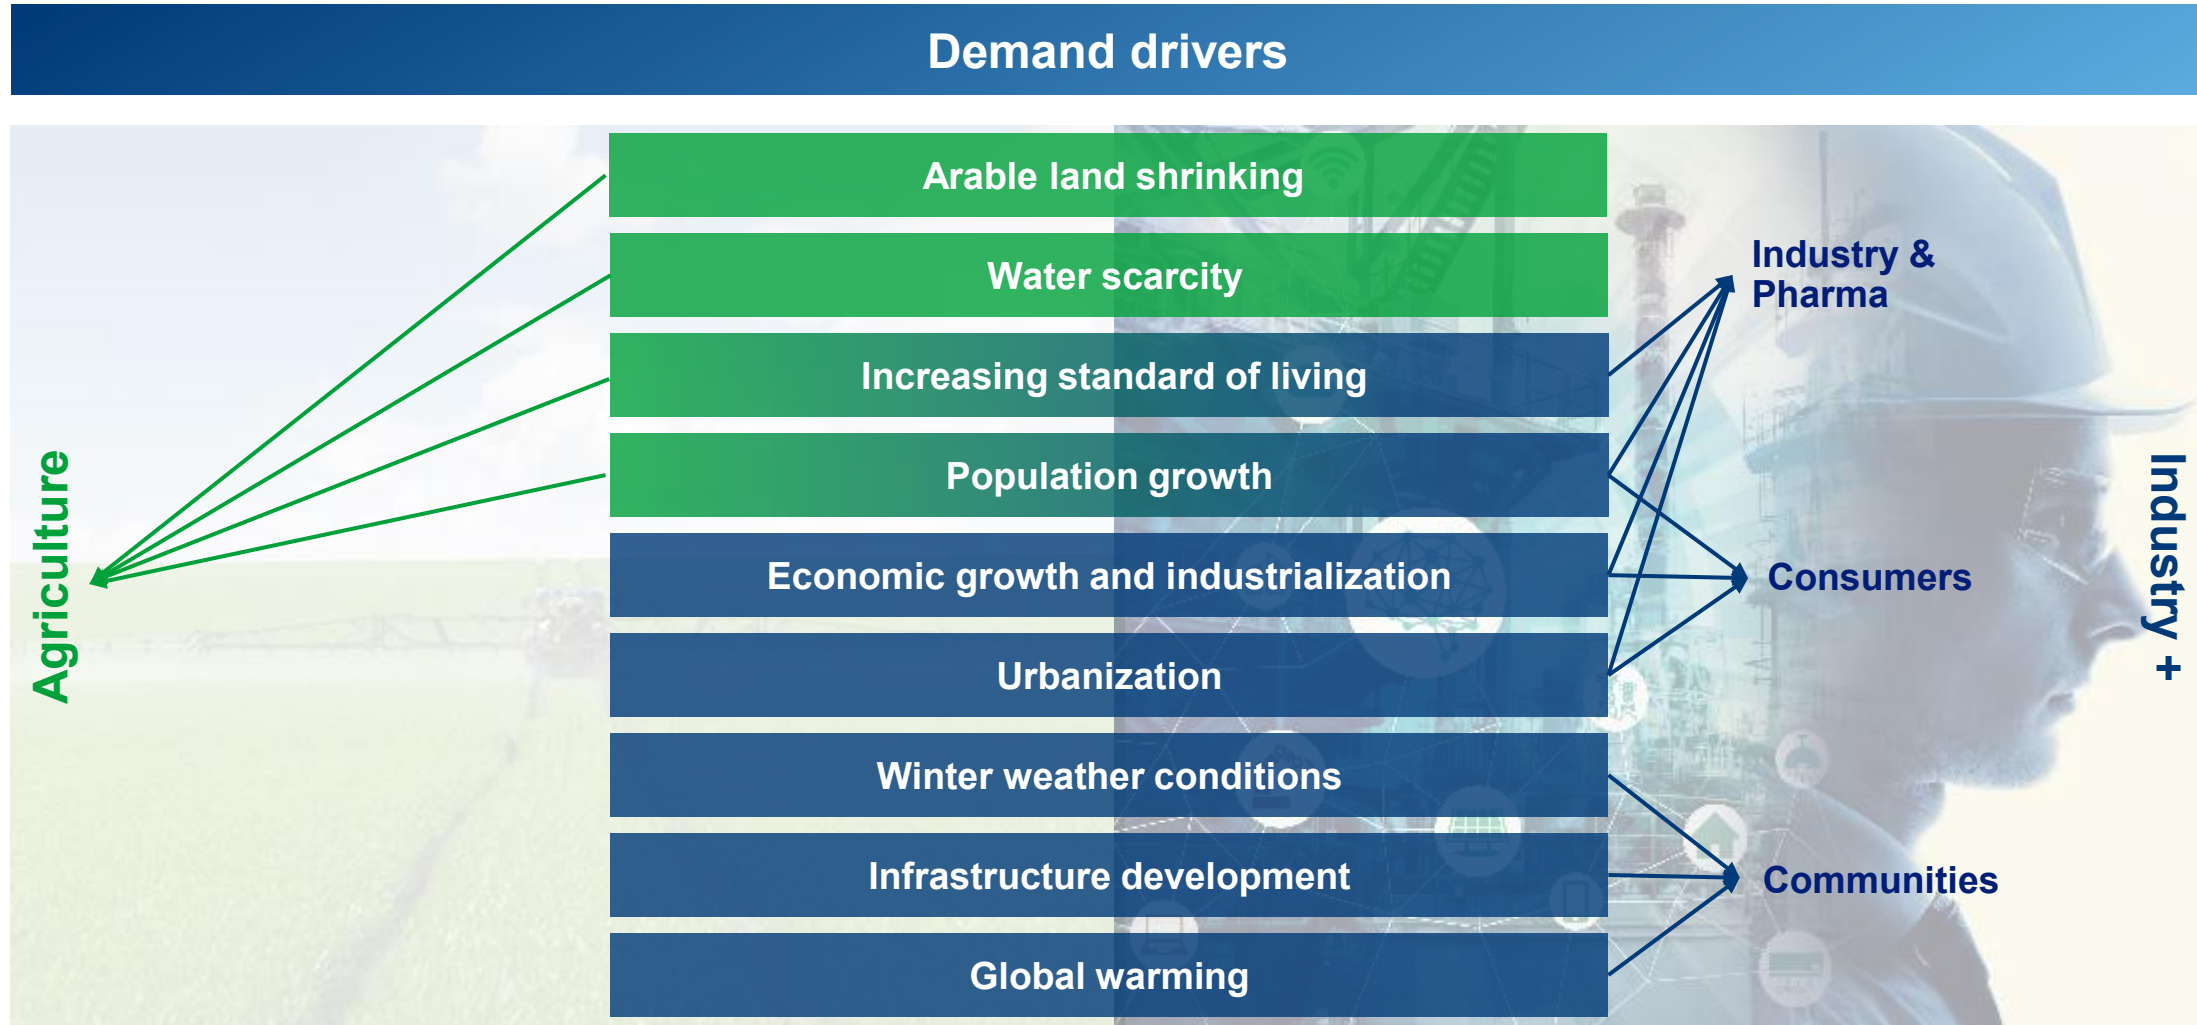 Demand drivers
Agriculture
Arable land shrinking
Water scarcity
Increasing standard of living
Population growth
Economic growth and industrialization
Urbanization
Winter weather conditions
Infrastructure development
Global warming
Industry &
Pharma
Consumers
Communities
Industry +